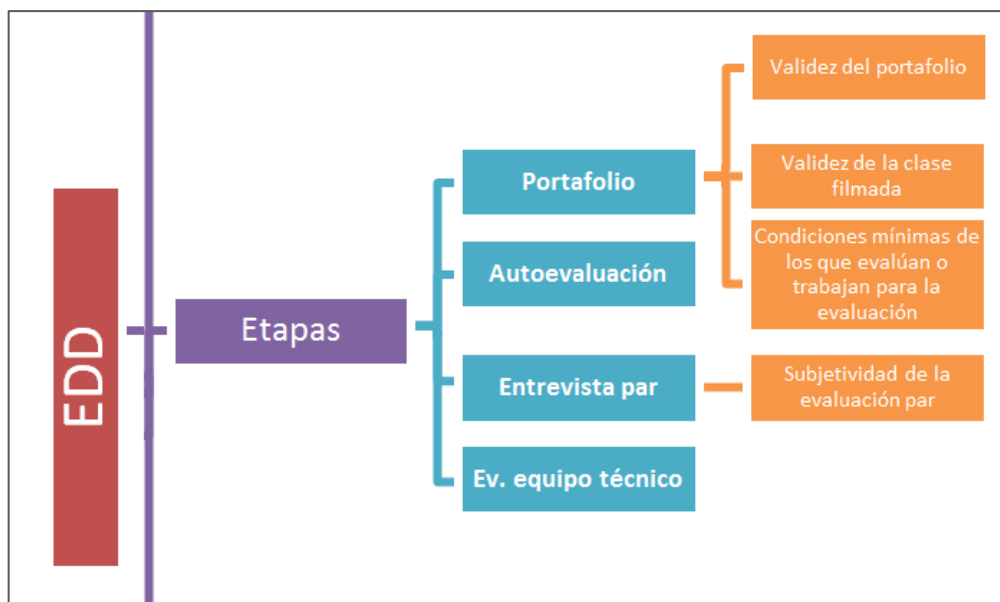 EDD
Etapas
Portafolio
Autoevaluación
Entrevista par
Ev. equipo técnico
Validez del portafolio
Validez de la clase
filmada
Condiciones mínimas de
los que evalúan o
trabajan para la
evaluación
Subjetividad de la
evaluación par